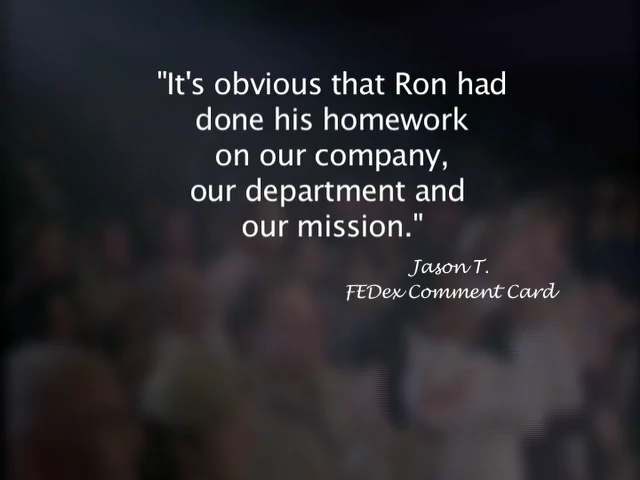 "It's obvious that Ron had
done his homework
on our company,
our department and
our mission."
Jason T.
FEDex Comment Card